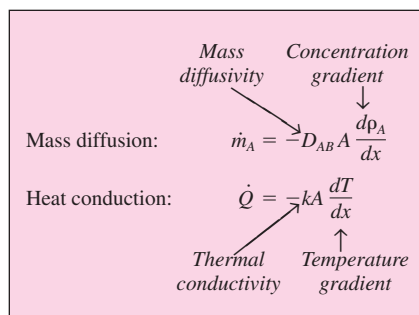 Mass Concentration
diffusivity gradient
Mass diffusion: ṁ_A = −D_AB A dρ_A/dx
Heat conduction: Q̇ = −kA dT/dx
Thermal Temperature
conductivity gradient